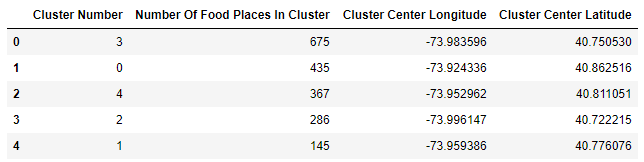 Cluster Number Number Of Food Places In Cluster Cluster Center Longitude Cluster Center Latitude
0 3 675 -73.983596 40.750530
1 0 435 -73.924336 40.862516
2 4 367 -73.952962 40.811051
3 2 286 -73.996147 40.722215
4 1 145 -73.959386 40.776076